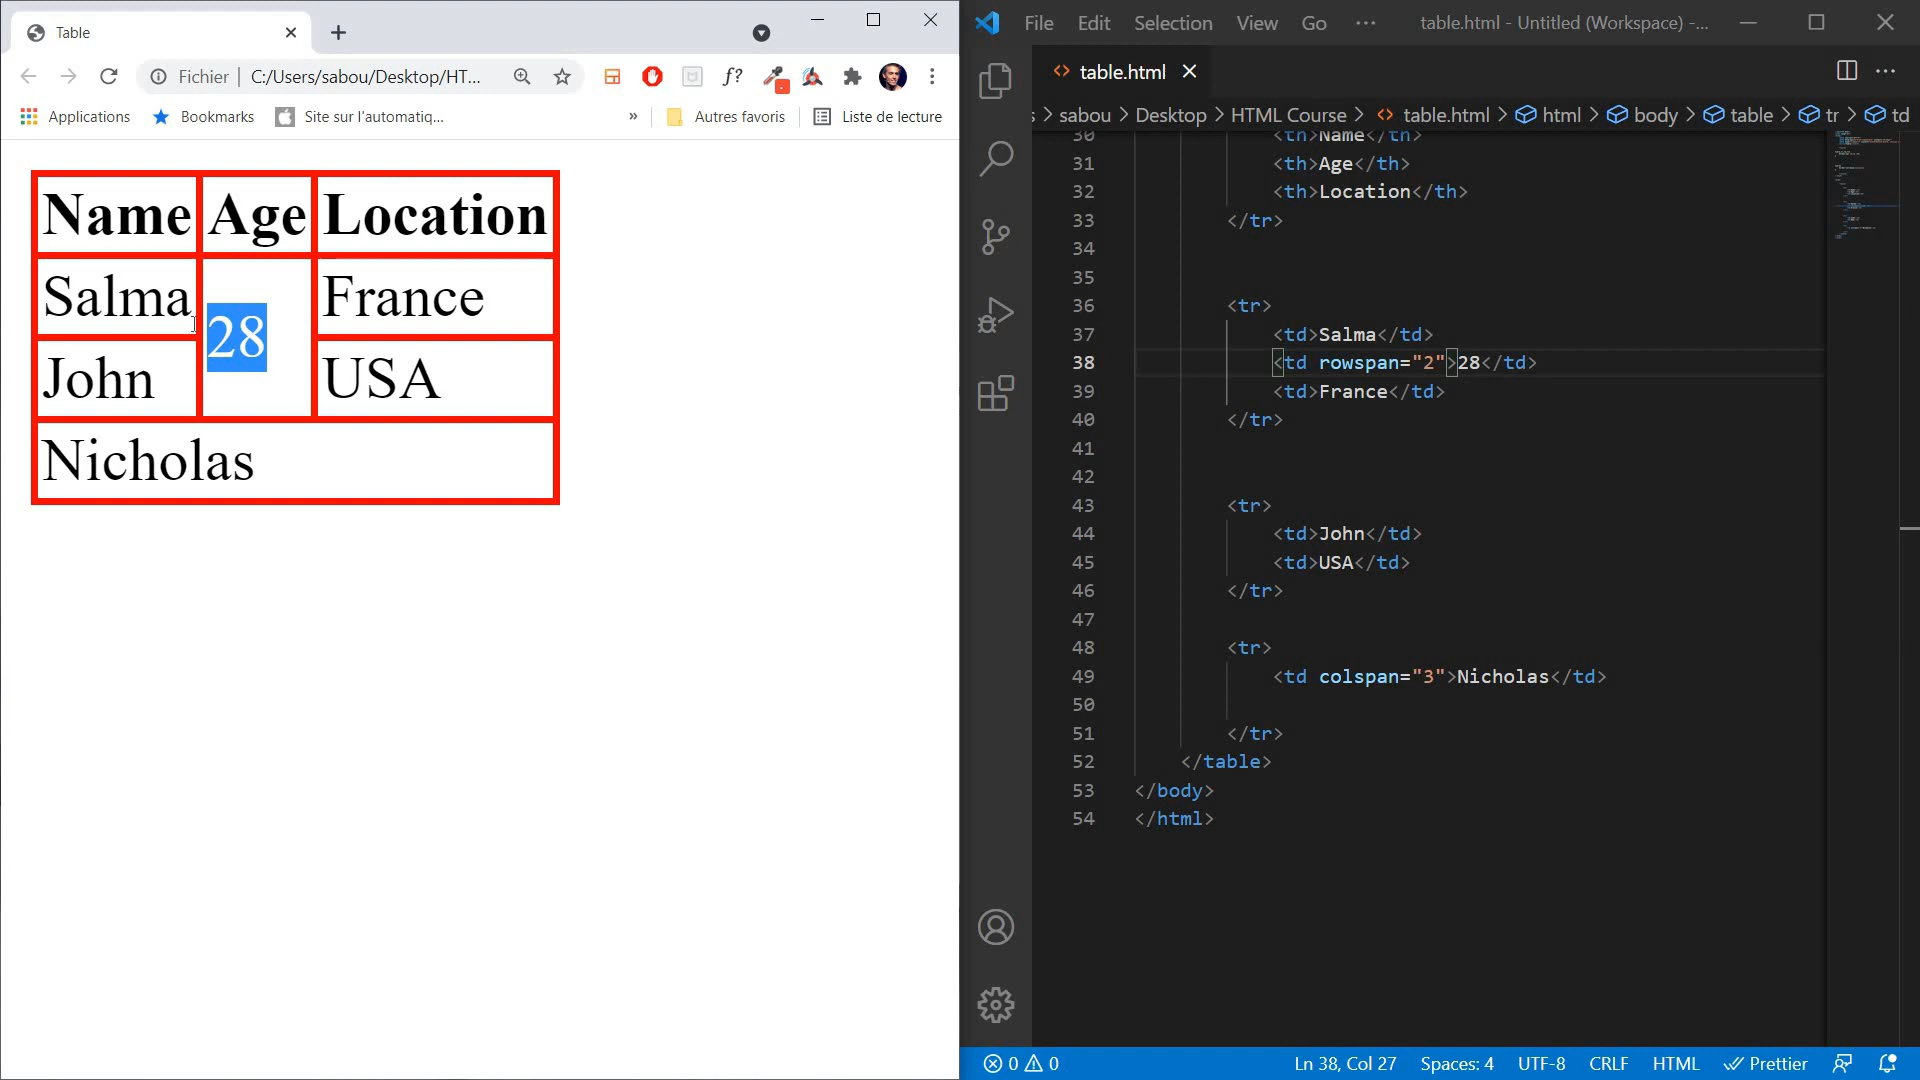 Table
Fichier
C:/Users/sabou/Desktop/HT...
f?
Applications
Bookmarks
Site sur l'automatiq...
»
Autres favoris
Liste de lecture
Name Age Location
Salma 28 France
John USA
Nicholas
File Edit Selection View Go ···
table.html - Untitled (Workspace) -...
table.html
> sabou > Desktop > HTML Course > table.html > html > body > table > tr > td
30 <th>Name</th>
31 <th>Age</th>
32 <th>Location</th>
33 </tr>
34
35
36 <tr>
37 <td>Salma</td>
38 <td rowspan="2">28</td>
39 <td>France</td>
40 </tr>
41
42
43 <tr>
44 <td>John</td>
45 <td>USA</td>
46 </tr>
47
48 <tr>
49 <td colspan="3">Nicholas</td>
50
51 </tr>
52 </table>
53 </body>
54 </html>
0 0
Ln 38, Col 27
Spaces: 4
UTF-8
CRLF
HTML
Prettier